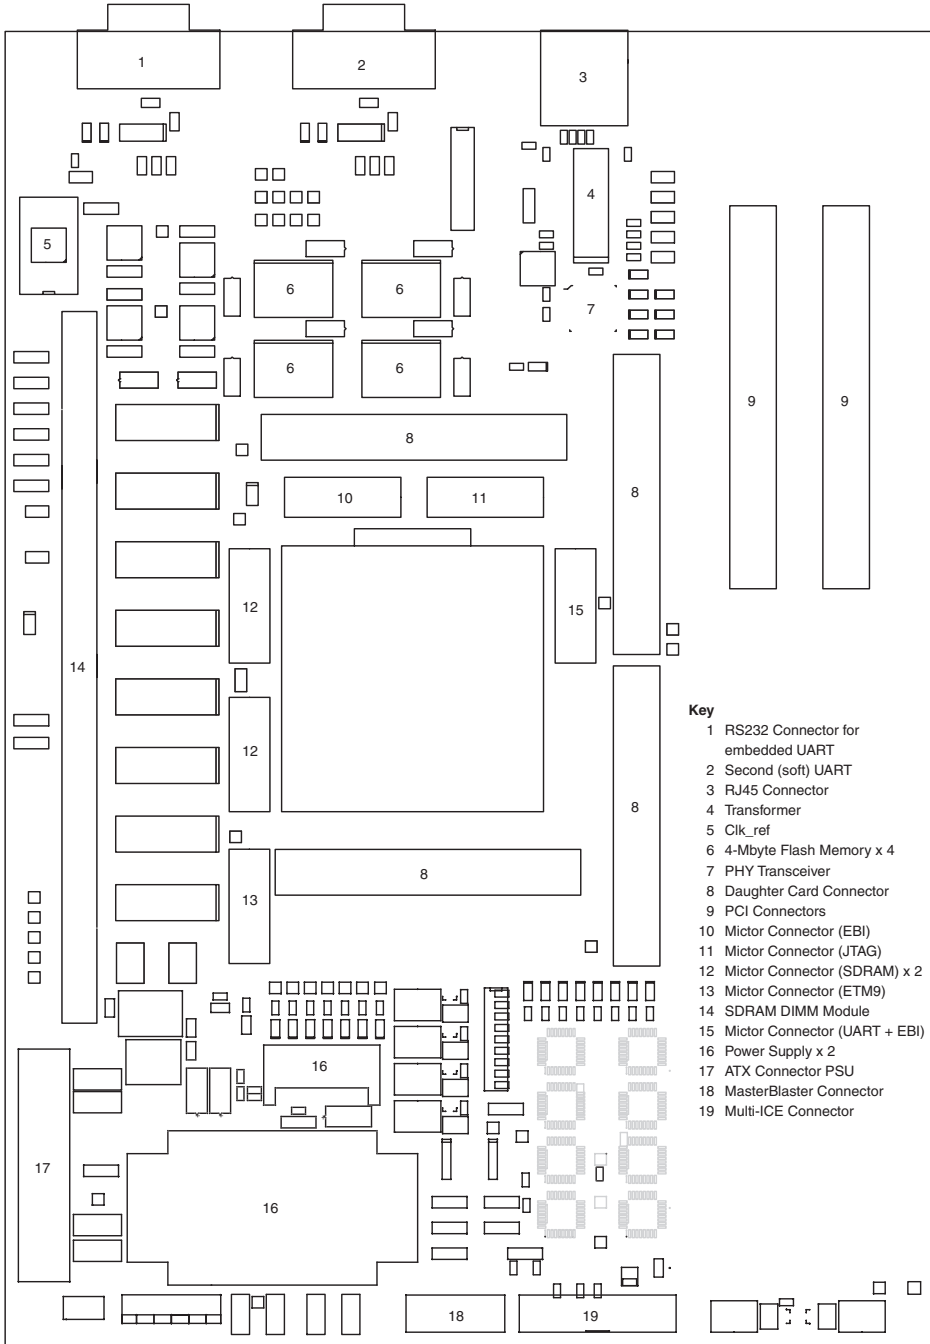 1
2
3
4
5
6
6
7
6
6
9
9
8
8
10
11
12
15
14
12
8
8
13
16
17
16
18
19
Key
1 RS232 Connector for
embedded UART
2 Second (soft) UART
3 RJ45 Connector
4 Transformer
5 Clk_ref
6 4-Mbyte Flash Memory x 4
7 PHY Transceiver
8 Daughter Card Connector
9 PCI Connectors
10 Mictor Connector (EBI)
11 Mictor Connector (JTAG)
12 Mictor Connector (SDRAM) x 2
13 Mictor Connector (ETM9)
14 SDRAM DIMM Module
15 Mictor Connector (UART + EBI)
16 Power Supply x 2
17 ATX Connector PSU
18 MasterBlaster Connector
19 Multi-ICE Connector